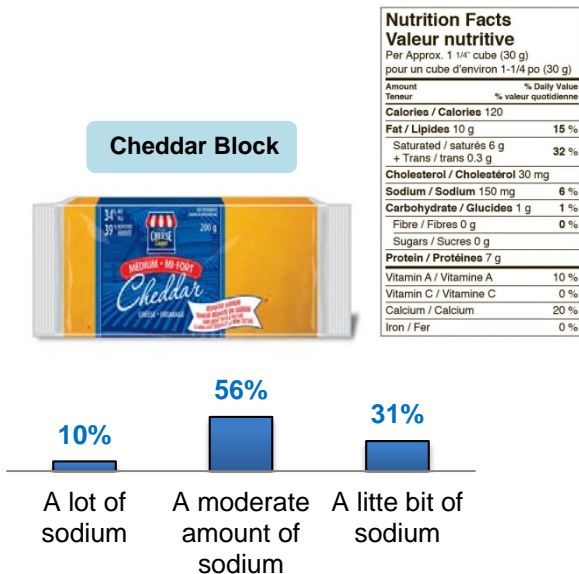 Cheddar Block
34%
39%
200 g
CHEESE
MEDIUM • MI-FORT
Cheddar
CHEESE • FROMAGE
Nutrition Facts
Valeur nutritive
Per Approx. 1 1/4" cube (30 g)
pour un cube d'environ 1-1/4 po (30 g)
Amount % Daily Value
Teneur % valeur quotidienne
Calories / Calories 120
Fat / Lipides 10 g 15 %
Saturated / saturés 6 g
+ Trans / trans 0.3 g 32 %
Cholesterol / Cholestérol 30 mg
Sodium / Sodium 150 mg 6 %
Carbohydrate / Glucides 1 g 1 %
Fibre / Fibres 0 g 0 %
Sugars / Sucres 0 g
Protein / Protéines 7 g
Vitamin A / Vitamine A 10 %
Vitamin C / Vitamine C 0 %
Calcium / Calcium 20 %
Iron / Fer 0 %
10%
56%
31%
A lot of
sodium
A moderate
amount of
sodium
A litte bit of
sodium